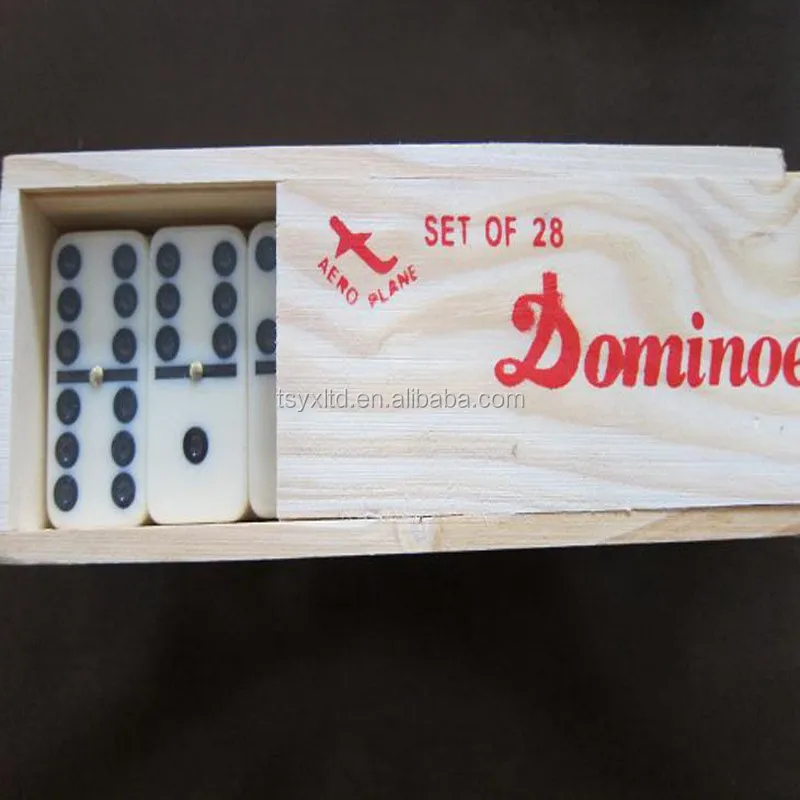 SET OF 28
AERO PLANE
Dominoe
tsyxltd.en.alibaba.com